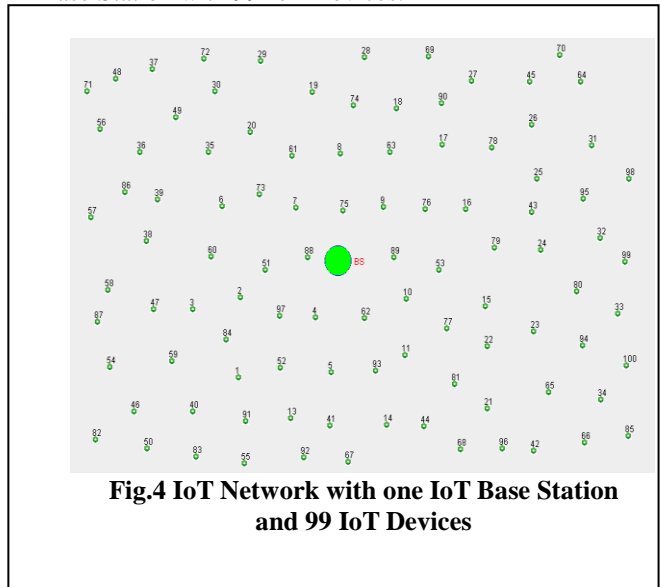 72 29 28 69 70
37
48 27 45 64
71 30 19
74 18 90
49
56 20 26
36 35 61 8 63 17 78 31
25 98
86 39 73 95
57 6 7 75 9 76 16 43
38 32
60 88 BS 89 79 24 99
51 53
58 2 10 80
87 47 3 97 4 62 15 33
84 77 23
11 22 94
54 59 52 5 93 100
1 81
65 34
46 40 91 13 41 14 44 21
82 85
50 83 55 92 67 68 96 42 66
Fig.4 IoT Network with one IoT Base Station
and 99 IoT Devices